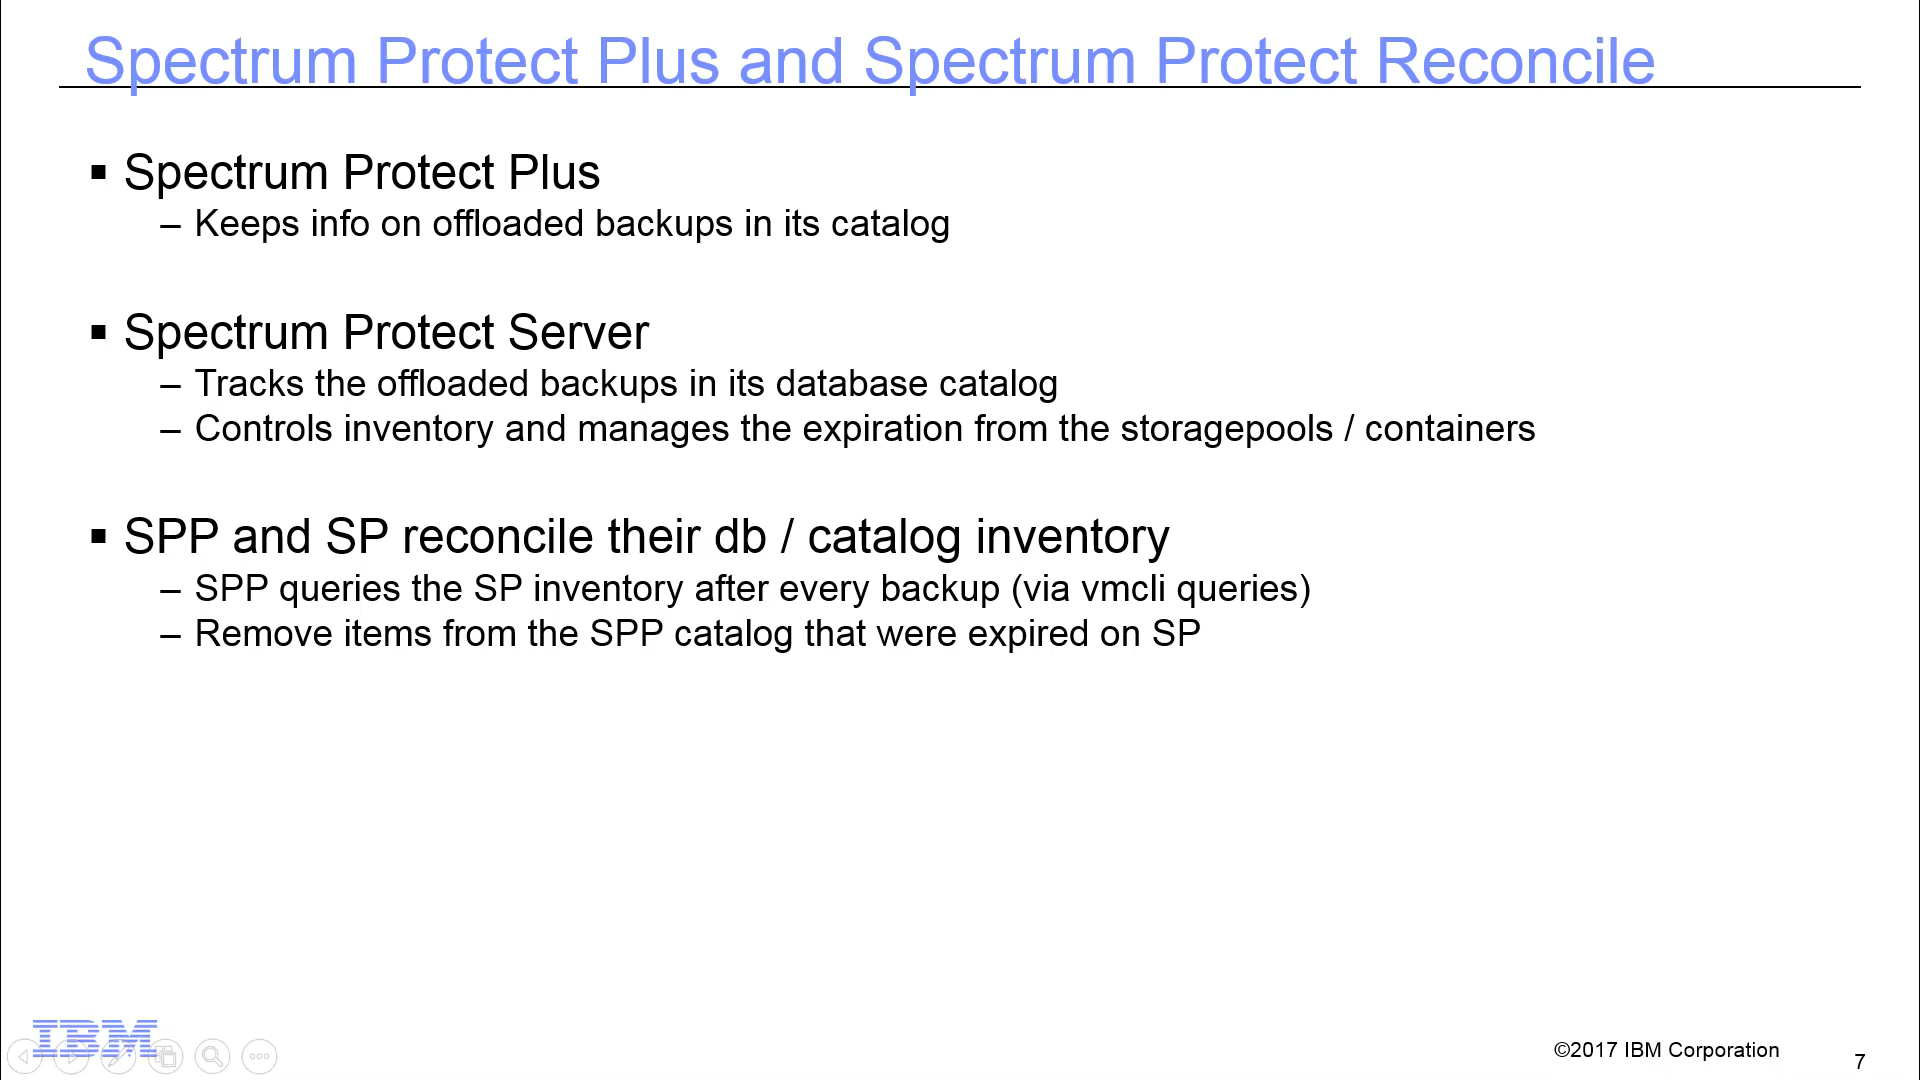 Spectrum Protect Plus and Spectrum Protect Reconcile
▪ Spectrum Protect Plus
– Keeps info on offloaded backups in its catalog
▪ Spectrum Protect Server
– Tracks the offloaded backups in its database catalog
– Controls inventory and manages the expiration from the storagepools / containers
▪ SPP and SP reconcile their db / catalog inventory
– SPP queries the SP inventory after every backup (via vmcli queries)
– Remove items from the SPP catalog that were expired on SP
IBM
©2017 IBM Corporation
7